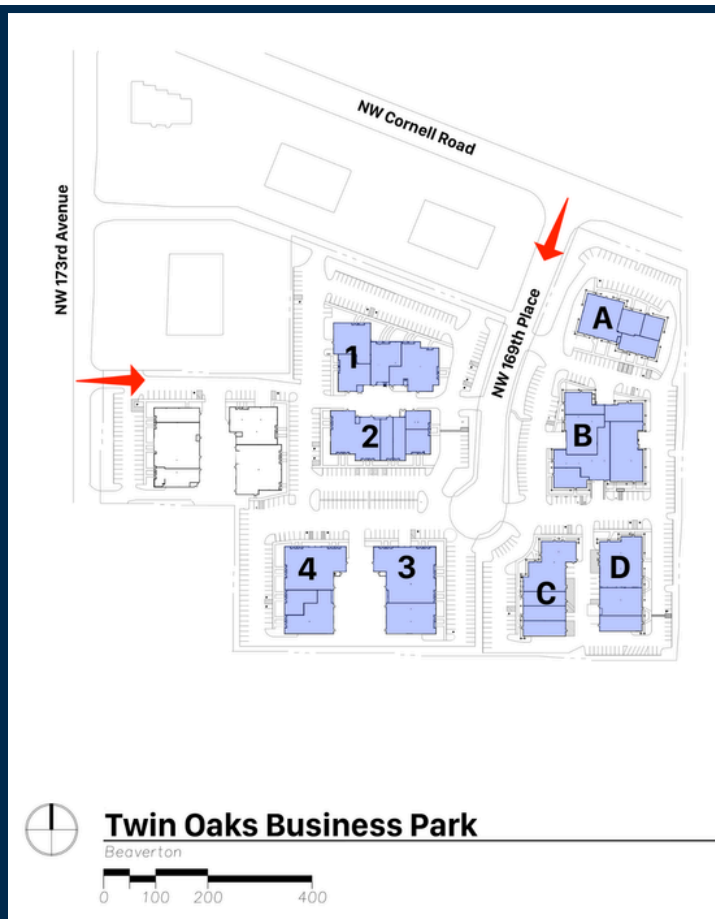 NW Cornell Road
NW 173rd Avenue
NW 169th Place
A
1
B
2
4
3
C
D
Twin Oaks Business Park
Beaverton
0 100 200 400